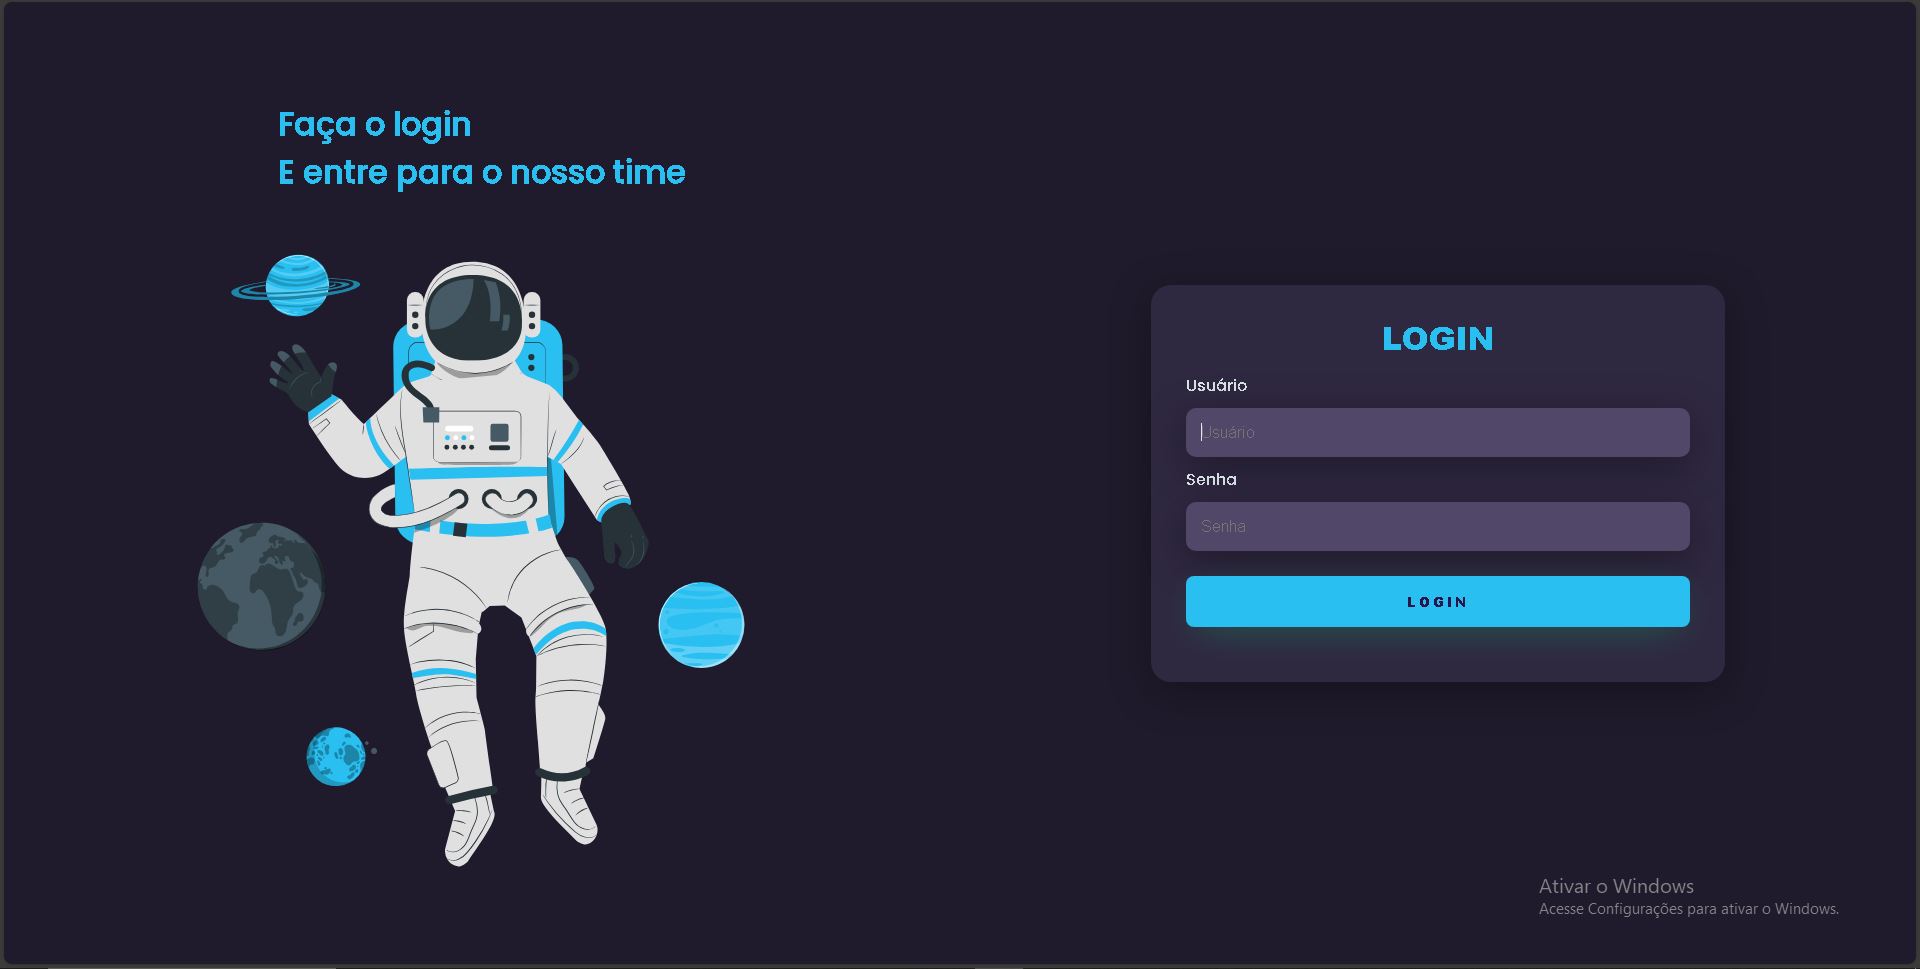 Faça o login
E entre para o nosso time
LOGIN
Usuário
Usuário
Senha
Senha
LOGIN
Ativar o Windows
Acesse Configurações para ativar o Windows.